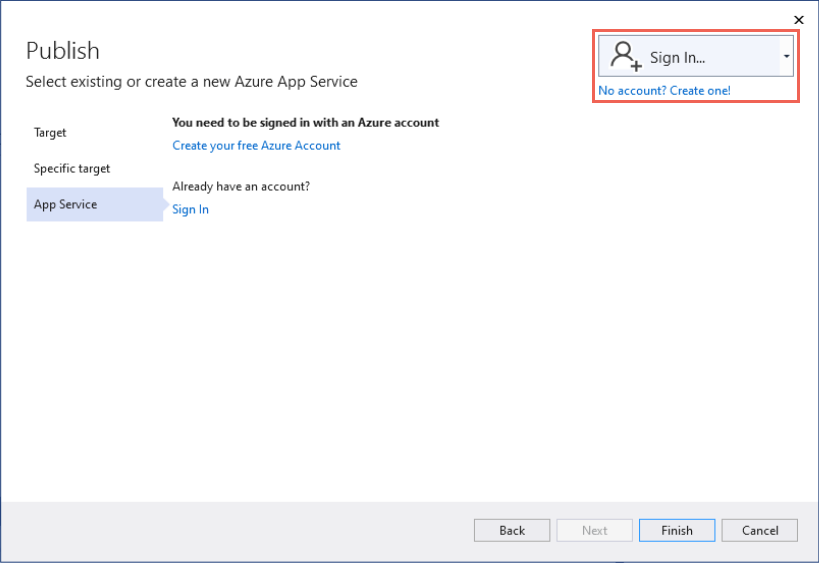 Publish
Select existing or create a new Azure App Service
Sign In...
No account? Create one!
Target
Specific target
App Service
You need to be signed in with an Azure account
Create your free Azure Account
Already have an account?
Sign In
Back
Next
Finish
Cancel